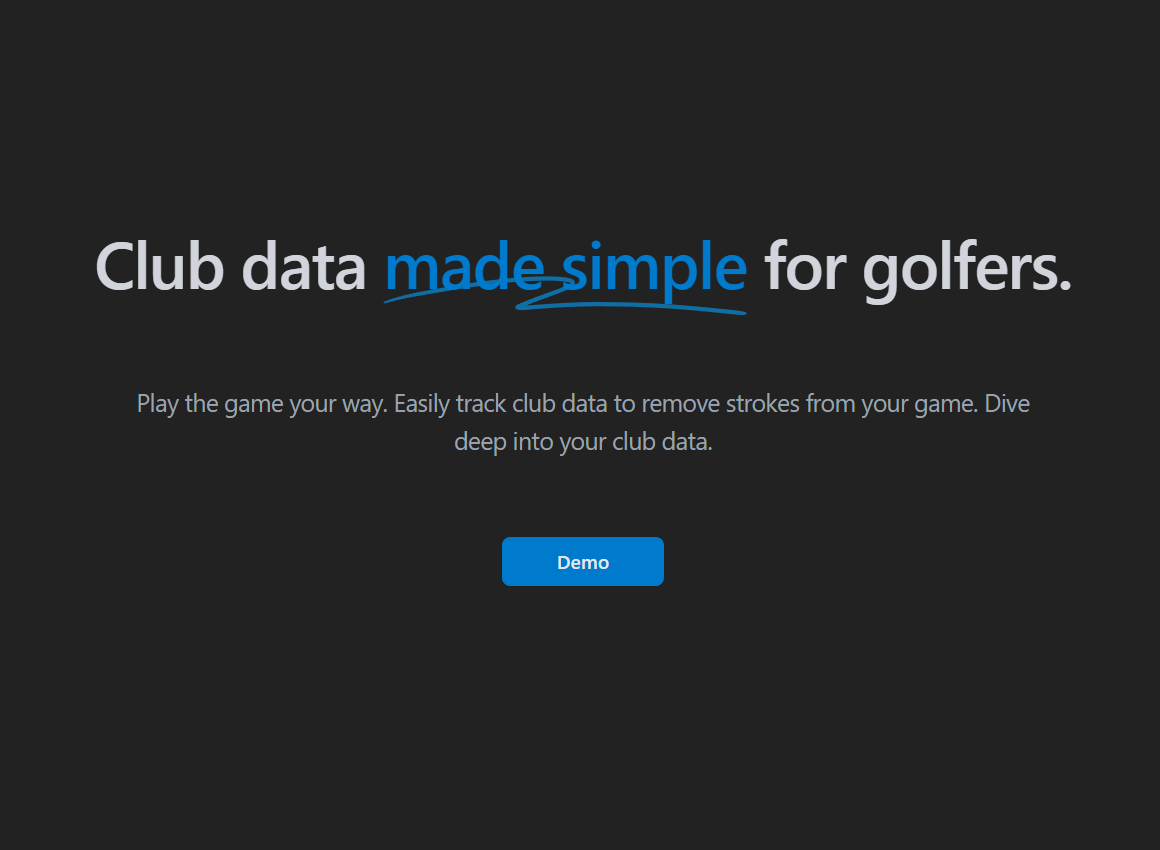 Club data made simple for golfers.
Play the game your way. Easily track club data to remove strokes from your game. Dive
deep into your club data.
Demo